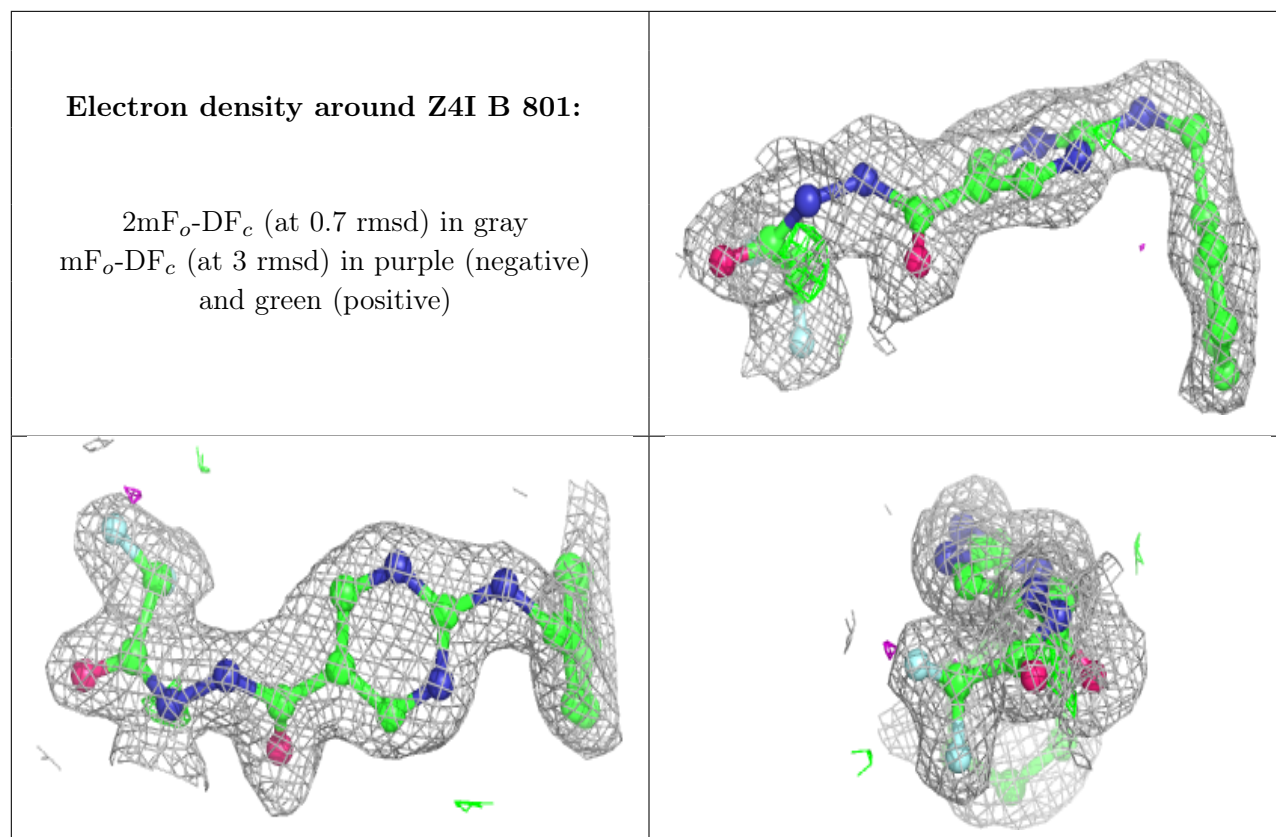 Electron density around Z4I B 801:
2mFo-DFc (at 0.7 rmsd) in gray
mFo-DFc (at 3 rmsd) in purple (negative)
and green (positive)